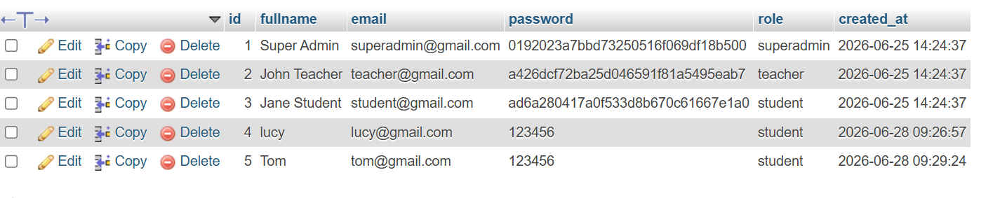 id fullname email password role created_at
Edit Copy Delete 1 Super Admin superadmin@gmail.com 0192023a7bbd73250516f069df18b500 superadmin 2026-06-25 14:24:37
Edit Copy Delete 2 John Teacher teacher@gmail.com a426dcf72ba25d046591f81a5495eab7 teacher 2026-06-25 14:24:37
Edit Copy Delete 3 Jane Student student@gmail.com ad6a280417a0f533d8b670c61667e1a0 student 2026-06-25 14:24:37
Edit Copy Delete 4 lucy lucy@gmail.com 123456 student 2026-06-28 09:26:57
Edit Copy Delete 5 Tom tom@gmail.com 123456 student 2026-06-28 09:29:24